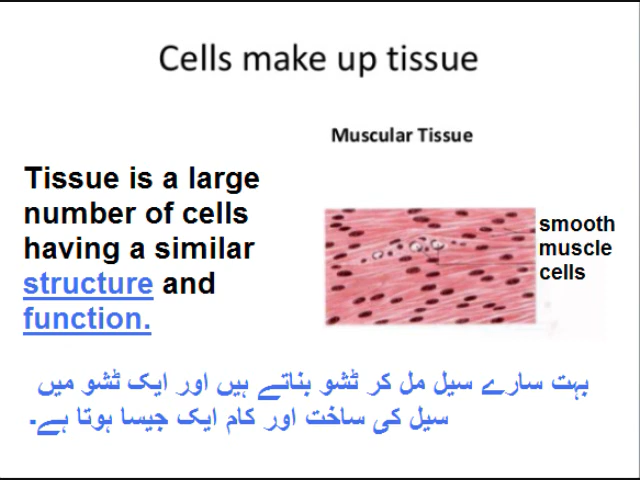 Cells make up tissue
Muscular Tissue
Tissue is a large
number of cells
having a similar
structure and
function.
smooth
muscle
cells
بہت سارے سیل مل کر ٹشو بناتے ہیں اور ایک ٹشو میں
سیل کی ساخت اور کام ایک جیسا ہوتا ہے۔